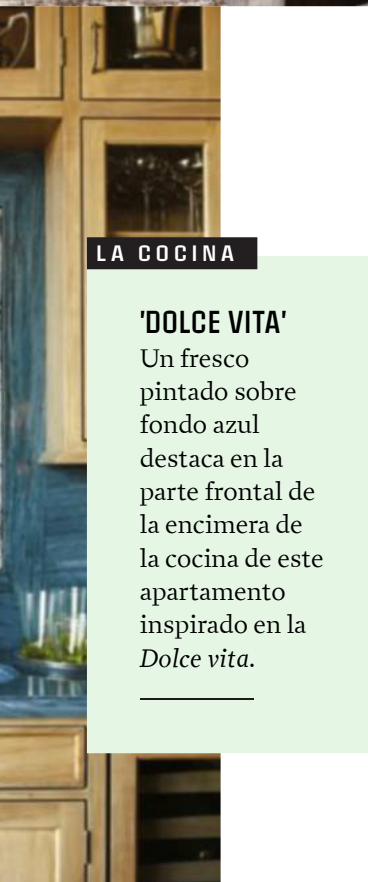 LA COCINA
'DOLCE VITA'
Un fresco
pintado sobre
fondo azul
destaca en la
parte frontal de
la encimera de
la cocina de este
apartamento
inspirado en la
Dolce vita.